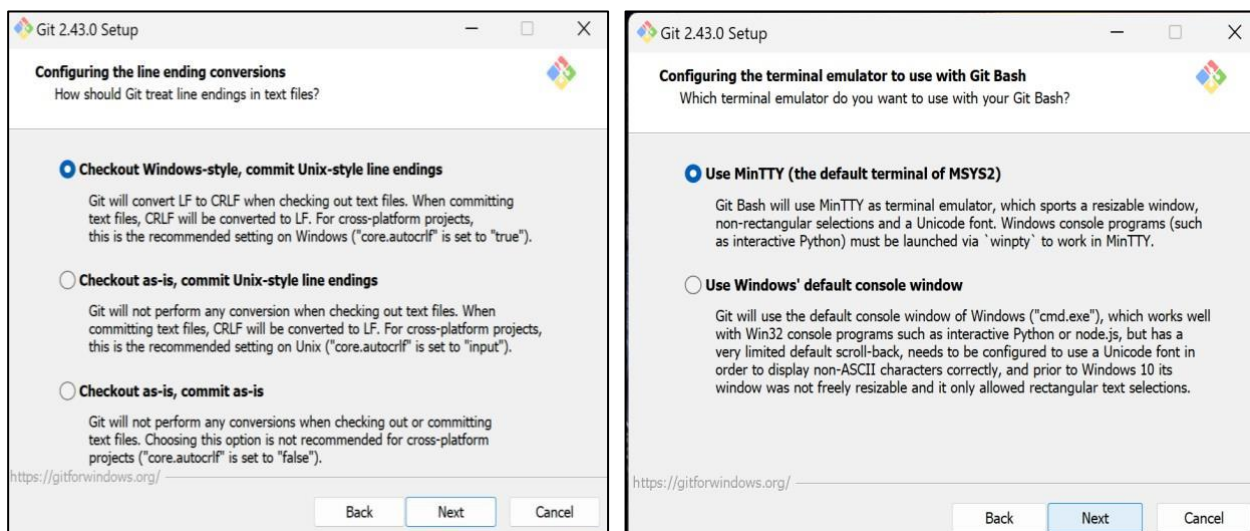 Git 2.43.0 Setup
Configuring the line ending conversions
How should Git treat line endings in text files?
Checkout Windows-style, commit Unix-style line endings
Git will convert LF to CRLF when checking out text files. When committing
text files, CRLF will be converted to LF. For cross-platform projects,
this is the recommended setting on Windows ("core.autocrlf" is set to "true").
Checkout as-is, commit Unix-style line endings
Git will not perform any conversion when checking out text files. When
committing text files, CRLF will be converted to LF. For cross-platform projects,
this is the recommended setting on Unix ("core.autocrlf" is set to "input").
Checkout as-is, commit as-is
Git will not perform any conversions when checking out or committing
text files. Choosing this option is not recommended for cross-platform
projects ("core.autocrlf" is set to "false").
https://gitforwindows.org/
Back Next Cancel
Git 2.43.0 Setup
Configuring the terminal emulator to use with Git Bash
Which terminal emulator do you want to use with your Git Bash?
Use MinTTY (the default terminal of MSYS2)
Git Bash will use MinTTY as terminal emulator, which sports a resizable window,
non-rectangular selections and a Unicode font. Windows console programs (such
as interactive Python) must be launched via `winpty` to work in MinTTY.
Use Windows' default console window
Git will use the default console window of Windows ("cmd.exe"), which works well
with Win32 console programs such as interactive Python or node.js, but has a
very limited default scroll-back, needs to be configured to use a Unicode font in
order to display non-ASCII characters correctly, and prior to Windows 10 its
window was not freely resizable and it only allowed rectangular text selections.
https://gitforwindows.org/
Back Next Cancel